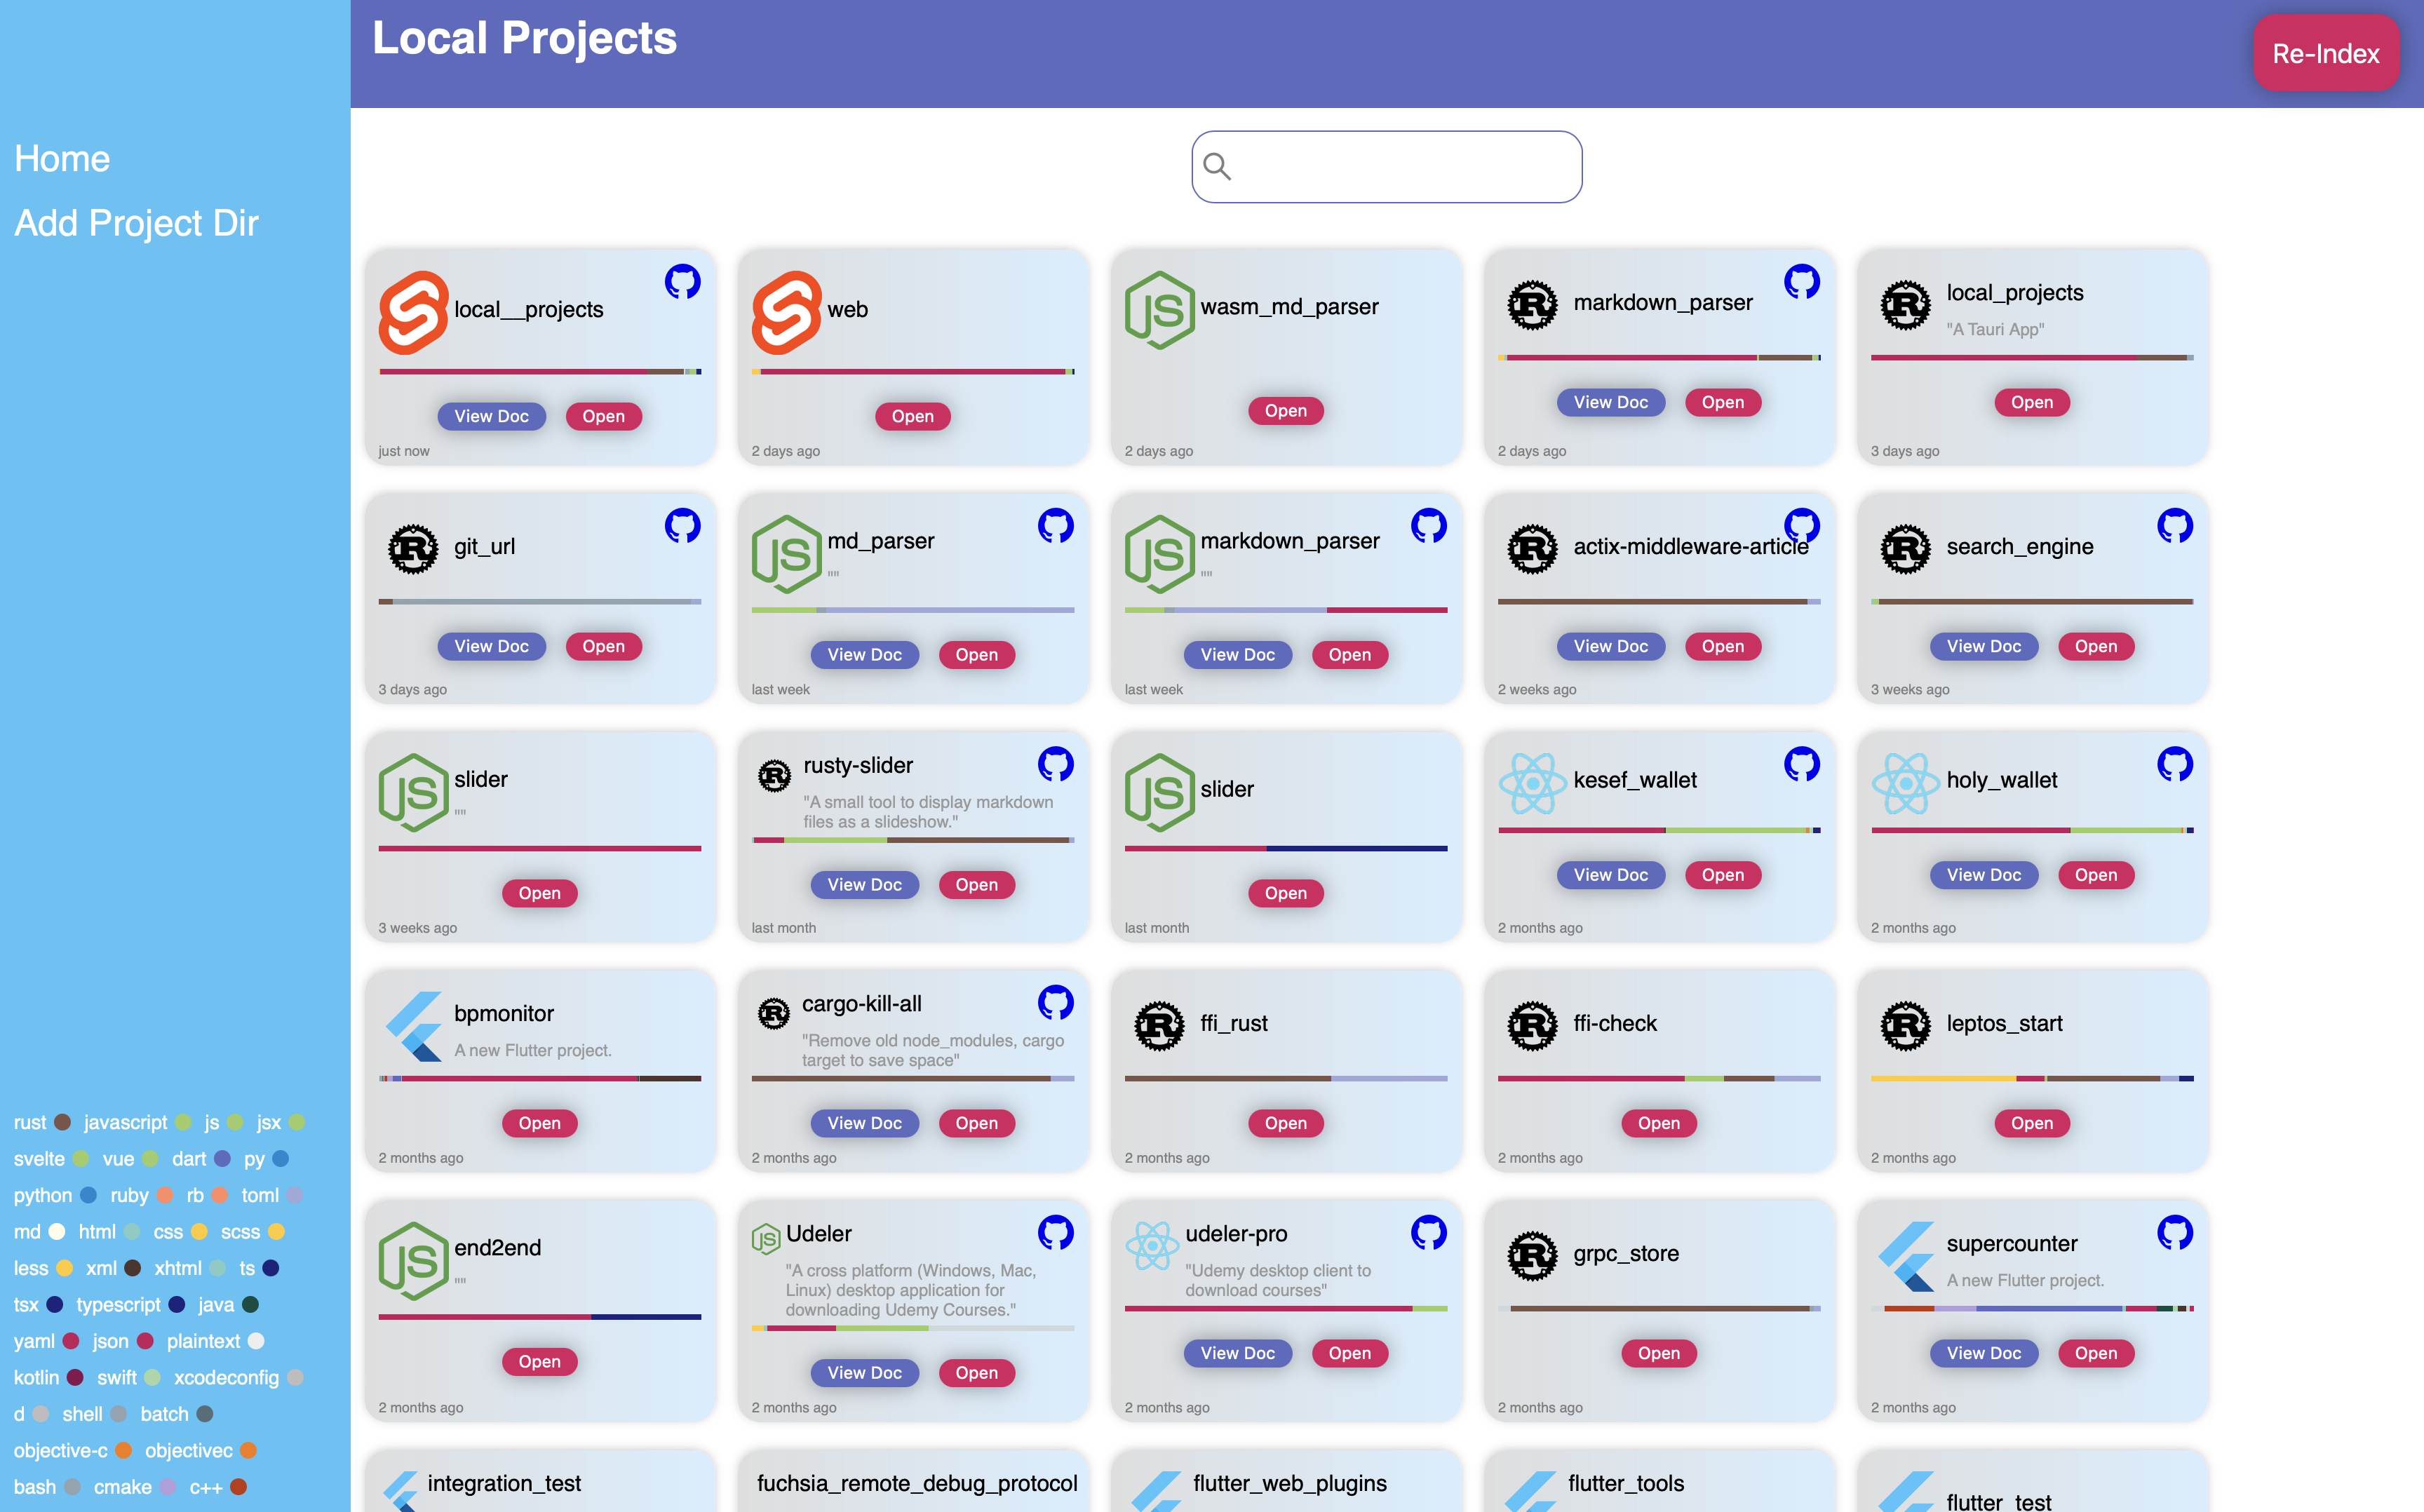 Local Projects
Re-Index
Home
Add Project Dir
local__projects
View Doc Open
just now
web
Open
2 days ago
JS
wasm_md_parser
Open
2 days ago
R
markdown_parser
View Doc Open
2 days ago
R
local_projects
"A Tauri App"
Open
3 days ago
R
git_url
View Doc Open
3 days ago
JS
md_parser
""
View Doc Open
last week
JS
markdown_parser
""
View Doc Open
last week
R
actix-middleware-article
View Doc Open
2 weeks ago
R
search_engine
View Doc Open
3 weeks ago
JS
slider
""
Open
3 weeks ago
R
rusty-slider
"A small tool to display markdown
files as a slideshow."
View Doc Open
last month
JS
slider
Open
last month
kesef_wallet
View Doc Open
2 months ago
holy_wallet
View Doc Open
2 months ago
bpmonitor
A new Flutter project.
Open
2 months ago
R
cargo-kill-all
"Remove old node_modules, cargo
target to save space"
View Doc Open
2 months ago
R
ffi_rust
Open
2 months ago
R
ffi-check
Open
2 months ago
R
leptos_start
Open
2 months ago
JS
end2end
""
Open
2 months ago
JS
Udeler
"A cross platform (Windows, Mac,
Linux) desktop application for
downloading Udemy Courses."
View Doc Open
2 months ago
udeler-pro
"Udemy desktop client to
download courses"
View Doc Open
2 months ago
R
grpc_store
Open
2 months ago
supercounter
A new Flutter project.
View Doc Open
2 months ago
integration_test
fuchsia_remote_debug_protocol
flutter_web_plugins
flutter_tools
flutter_test
rust javascript js jsx
svelte vue dart py
python ruby rb toml
md html css scss
less xml xhtml ts
tsx typescript java
yaml json plaintext
kotlin swift xcodeconfig
d shell batch
objective-c objectivec
bash cmake c++